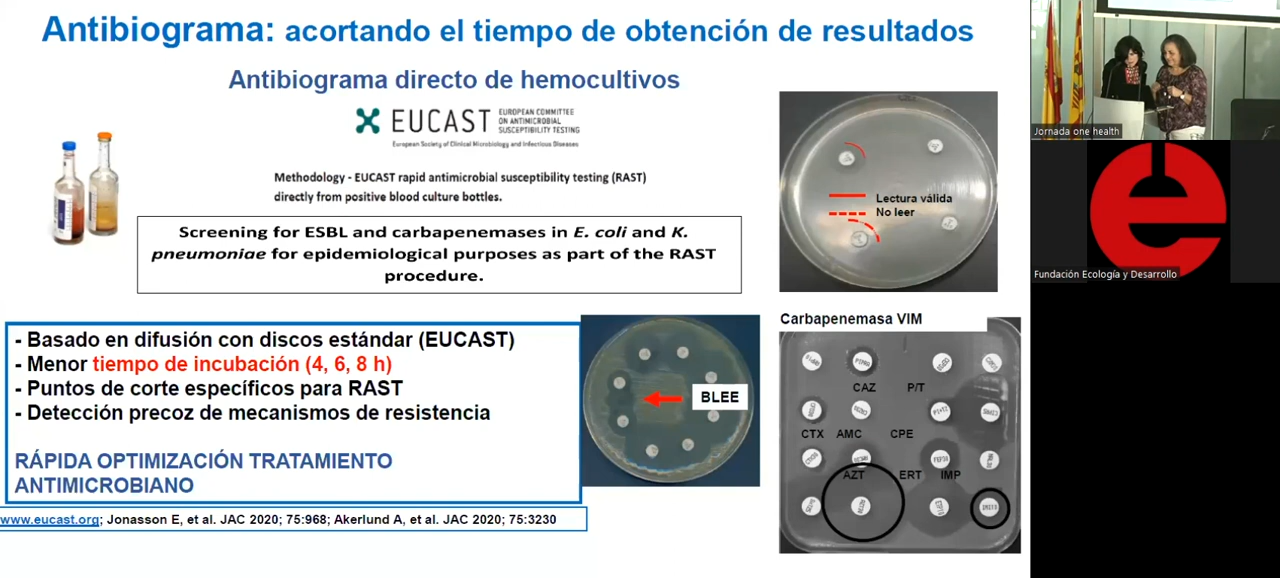 Antibiograma: acortando el tiempo de obtención de resultados
Antibiograma directo de hemocultivos
EUCAST
EUROPEAN COMMITTEE
ON ANTIMICROBIAL
SUSCEPTIBILITY TESTING
European Society of Clinical Microbiology and Infectious Diseases
Methodology - EUCAST rapid antimicrobial susceptibility testing (RAST)
directly from positive blood culture bottles.
Screening for ESBL and carbapenemases in E. coli and K.
pneumoniae for epidemiological purposes as part of the RAST
procedure.
Lectura válida
No leer
- Basado en difusión con discos estándar (EUCAST)
- Menor tiempo de incubación (4, 6, 8 h)
- Puntos de corte específicos para RAST
- Detección precoz de mecanismos de resistencia
RÁPIDA OPTIMIZACIÓN TRATAMIENTO
ANTIMICROBIANO
BLEE
Carbapenemasa VIM
CAZ P/T
CTX AMC CPE
AZT ERT IMP
www.eucast.org; Jonasson E, et al. JAC 2020; 75:968; Akerlund A, et al. JAC 2020; 75:3230
Jornada one health
Fundación Ecología y Desarrollo